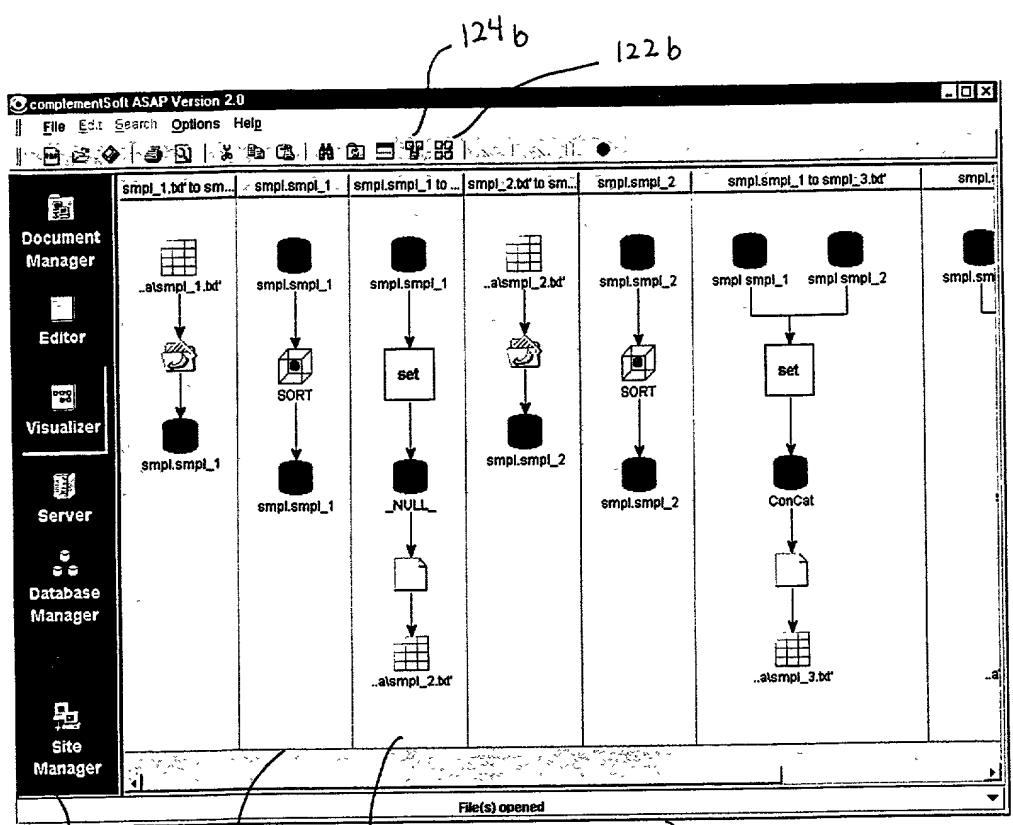 124b
122b
complementSoft ASAP Version 2.0
File Edit Search Options Help
smpl_1.txt' to sm... smpl.smpl_1 smpl.smpl_1 to ... smpl_2.txt' to sm... smpl.smpl_2 smpl.smpl_1 to smpl_3.txt' smpl.
Document
Manager
Editor
Visualizer
Server
Database
Manager
Site
Manager
..a\smpl_1.txt'
smpl.smpl_1
smpl.smpl_1
SORT
smpl.smpl_1
smpl.smpl_1
set
_NULL_
..a\smpl_2.txt'
..a\smpl_2.txt'
smpl.smpl_2
smpl.smpl_2
SORT
smpl.smpl_2
smpl smpl_1 smpl smpl_2
set
ConCat
..a\smpl_3.txt'
smpl.sm
..a
File(s) opened